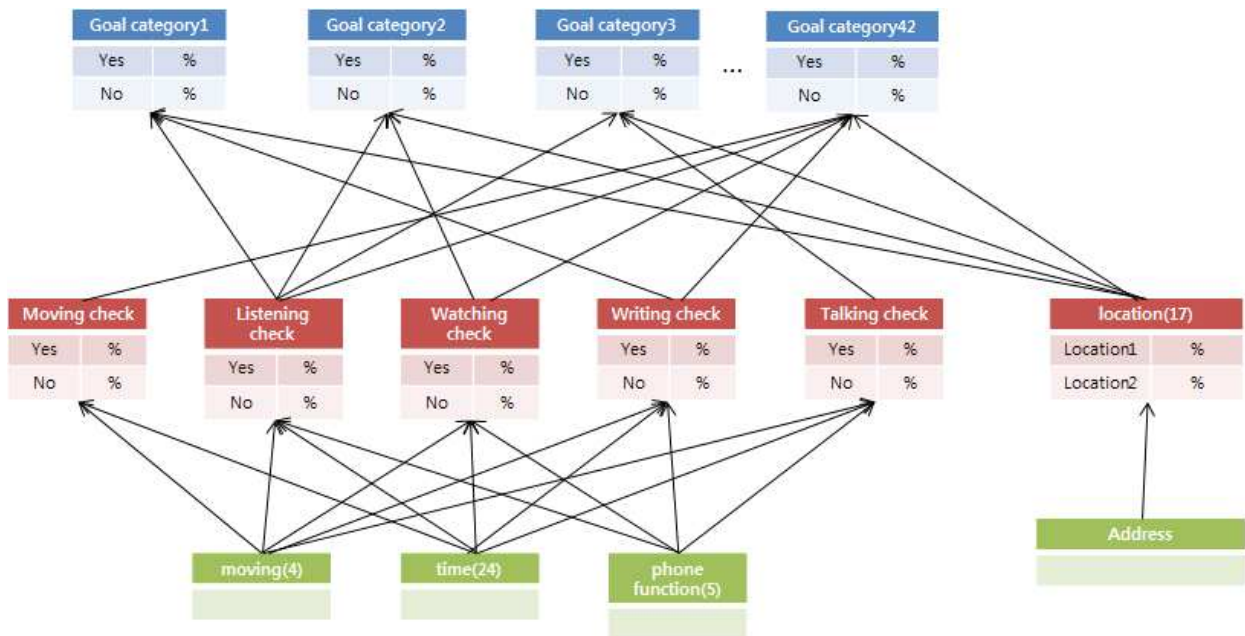 Goal category1
Yes %
No %
Goal category2
Yes %
No %
Goal category3
Yes %
No %
...
Goal category42
Yes %
No %
Moving check
Yes %
No %
Listening
check
Yes %
No %
Watching
check
Yes %
No %
Writing check
Yes %
No %
Talking check
Yes %
No %
location(17)
Location1 %
Location2 %
moving(4)
time(24)
phone
function(5)
Address